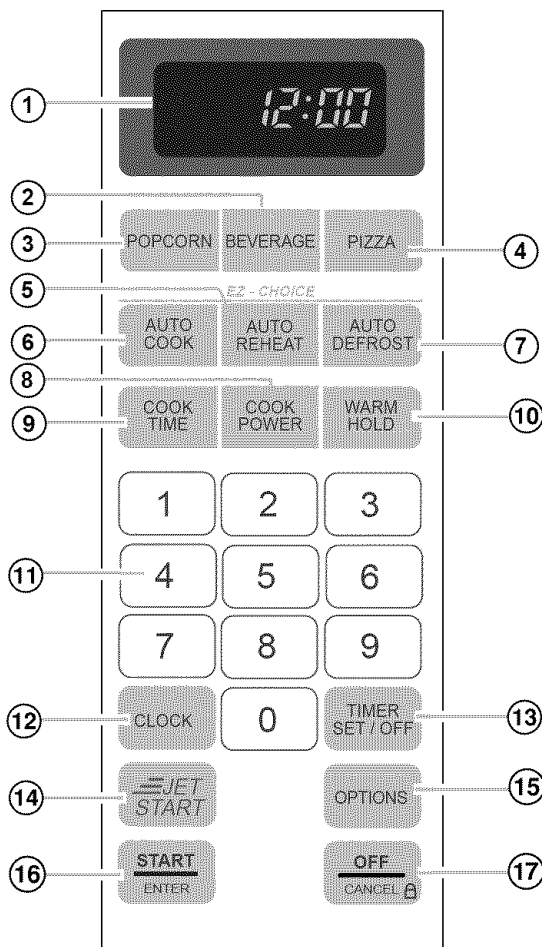 1
12:00
2
3
POPCORN
BEVERAGE
PIZZA
4
5
EZ - CHOICE
6
AUTO
COOK
AUTO
REHEAT
AUTO
DEFROST
7
8
9
COOK
TIME
COOK
POWER
WARM
HOLD
10
1
2
3
11
4
5
6
7
8
9
12
CLOCK
0
TIMER
SET / OFF
13
14
JET
START
OPTIONS
15
16
START
ENTER
OFF
CANCEL
17